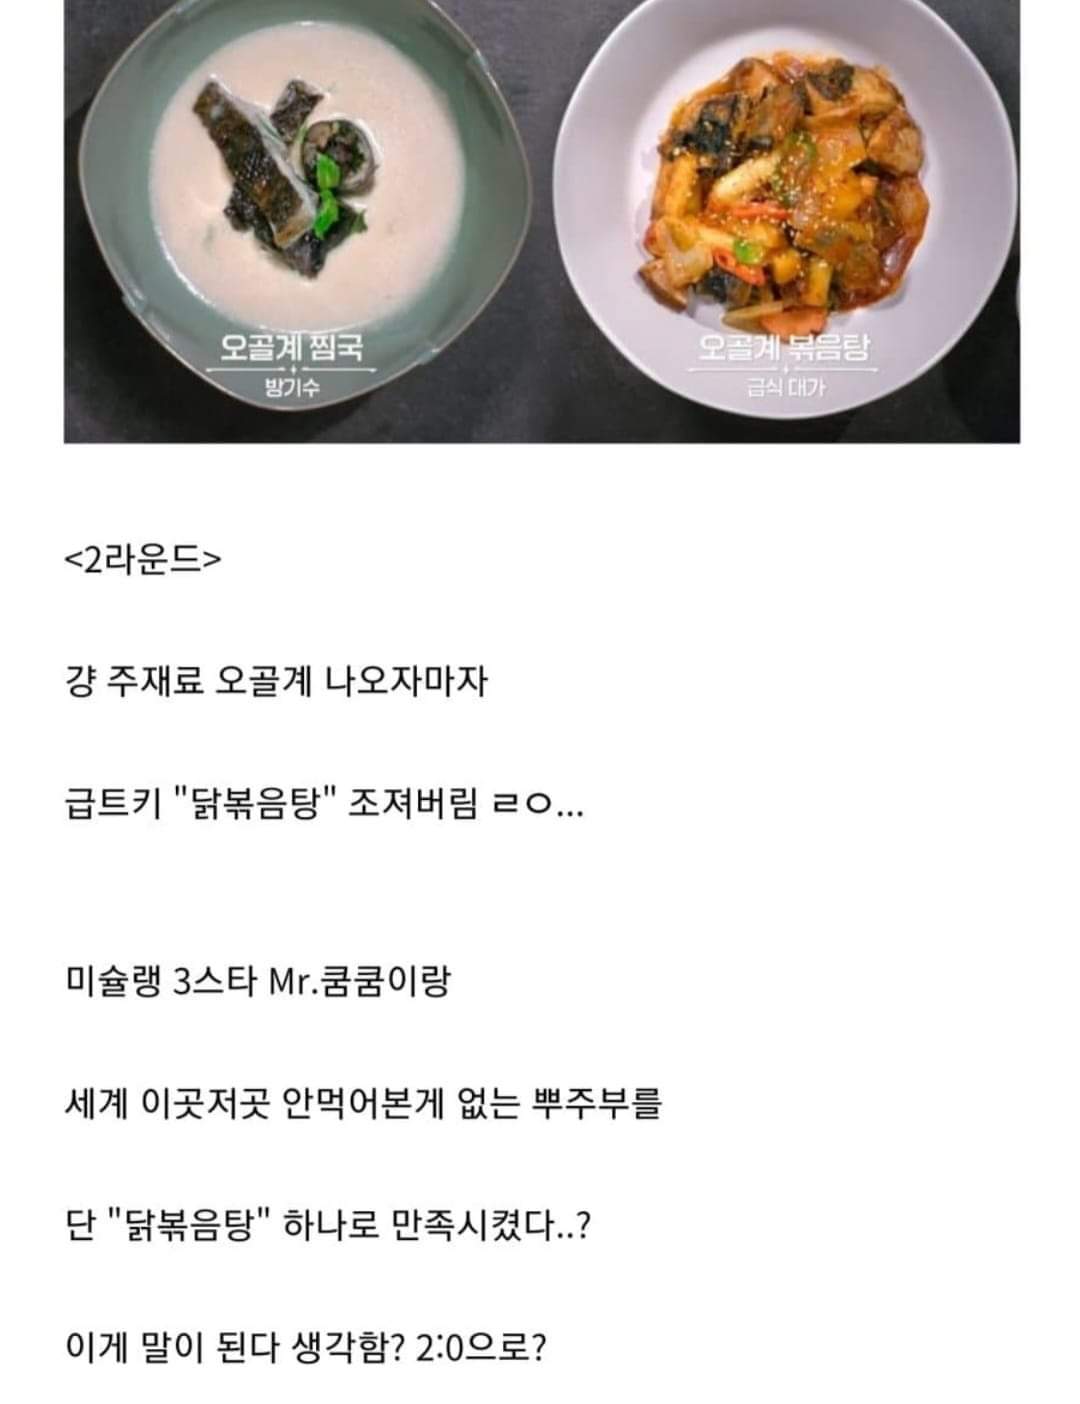 오골계 찜국
방기수
오골계 볶음탕
급식 대가
<2라운드>
걍 주재료 오골계 나오자마자
급트키 "닭볶음탕" 조져버림 ㄹㅇ...
미슐랭 3스타 Mr.쿰쿰이랑
세계 이곳저곳 안먹어본게 없는 뿌주부를
단 "닭볶음탕" 하나로 만족시켰다..?
이게 말이 된다 생각함? 2:0으로?